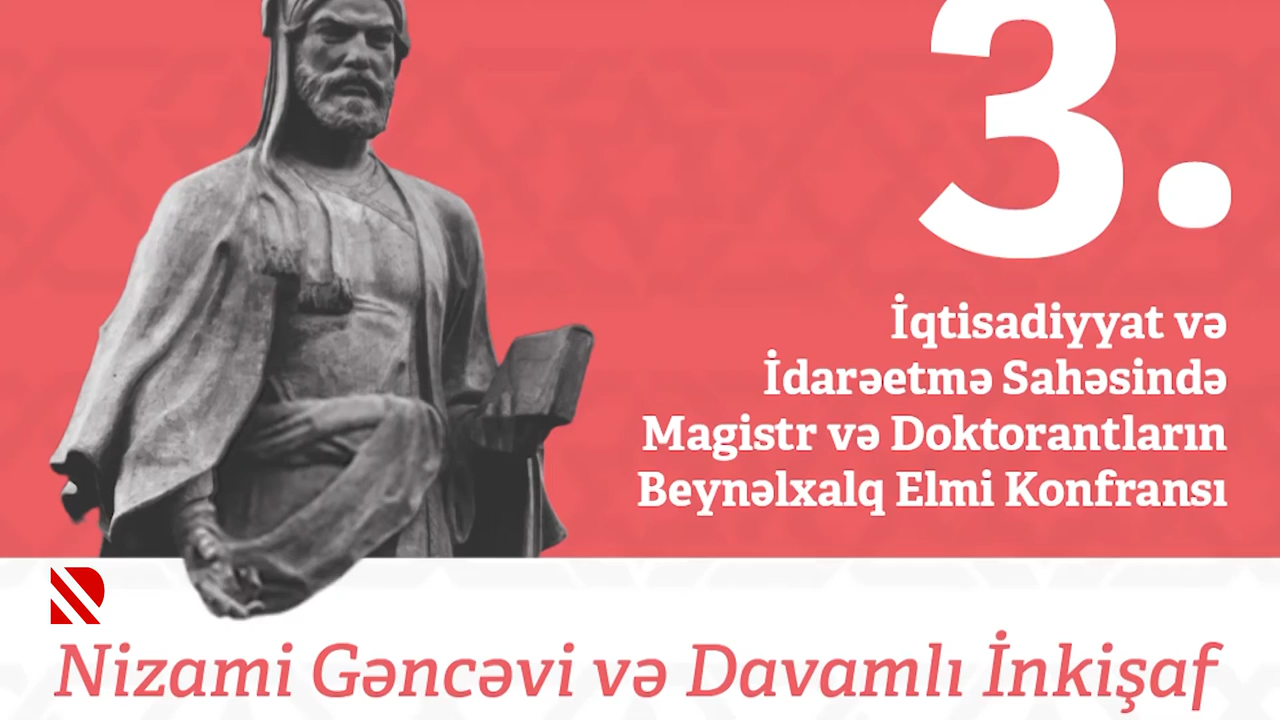 3.
İqtisadiyyat və
İdarəetmə Sahəsində
Magistr və Doktorantların
Beynəlxalq Elmi Konfransı
Nizami Gəncəvi və Davamlı İnkişaf